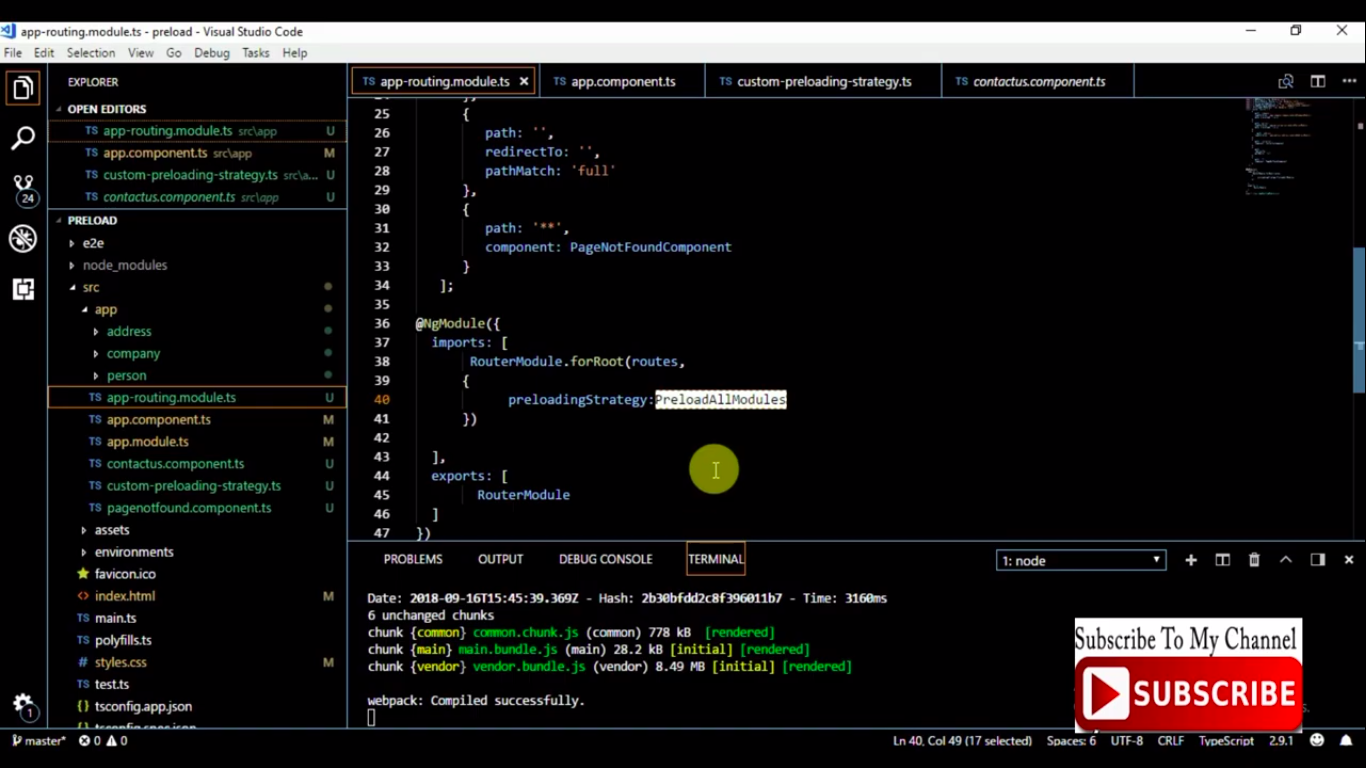 app-routing.module.ts - preload - Visual Studio Code
File Edit Selection View Go Debug Tasks Help
EXPLORER
OPEN EDITORS
TS app-routing.module.ts src\app U
TS app.component.ts src\app M
TS custom-preloading-strategy.ts src\a... U
TS contactus.component.ts src\app U
24
PRELOAD
e2e
node_modules
src
app
address
company
person
TS app-routing.module.ts U
TS app.component.ts M
TS app.module.ts M
TS contactus.component.ts U
TS custom-preloading-strategy.ts U
TS pagenotfound.component.ts U
assets
environments
favicon.ico
index.html M
TS main.ts
TS polyfills.ts
# styles.css M
TS test.ts
{} tsconfig.app.json
{} tsconfig.spec.json
1
TS app-routing.module.ts × TS app.component.ts TS custom-preloading-strategy.ts TS contactus.component.ts
24 },
25 {
26 path: '',
27 redirectTo: '',
28 pathMatch: 'full'
29 },
30 {
31 path: '**',
32 component: PageNotFoundComponent
33 }
34 ];
35
36 @NgModule({
37 imports: [
38 RouterModule.forRoot(routes,
39 {
40 preloadingStrategy:PreloadAllModules
41 })
42
43 ],
44 exports: [
45 RouterModule
46 ]
47 })
PROBLEMS OUTPUT DEBUG CONSOLE TERMINAL 1: node
Date: 2018-09-16T15:45:39.369Z - Hash: 2b30bfdd2c8f396011b7 - Time: 3160ms
6 unchanged chunks
chunk {common} common.chunk.js (common) 778 kB [rendered]
chunk {main} main.bundle.js (main) 28.2 kB [initial] [rendered]
chunk {vendor} vendor.bundle.js (vendor) 8.49 MB [initial] [rendered]
webpack: Compiled successfully.
Subscribe To My Channel
SUBSCRIBE
master* 0 0 Ln 40, Col 49 (17 selected) Spaces: 6 UTF-8 CRLF TypeScript 2.9.1